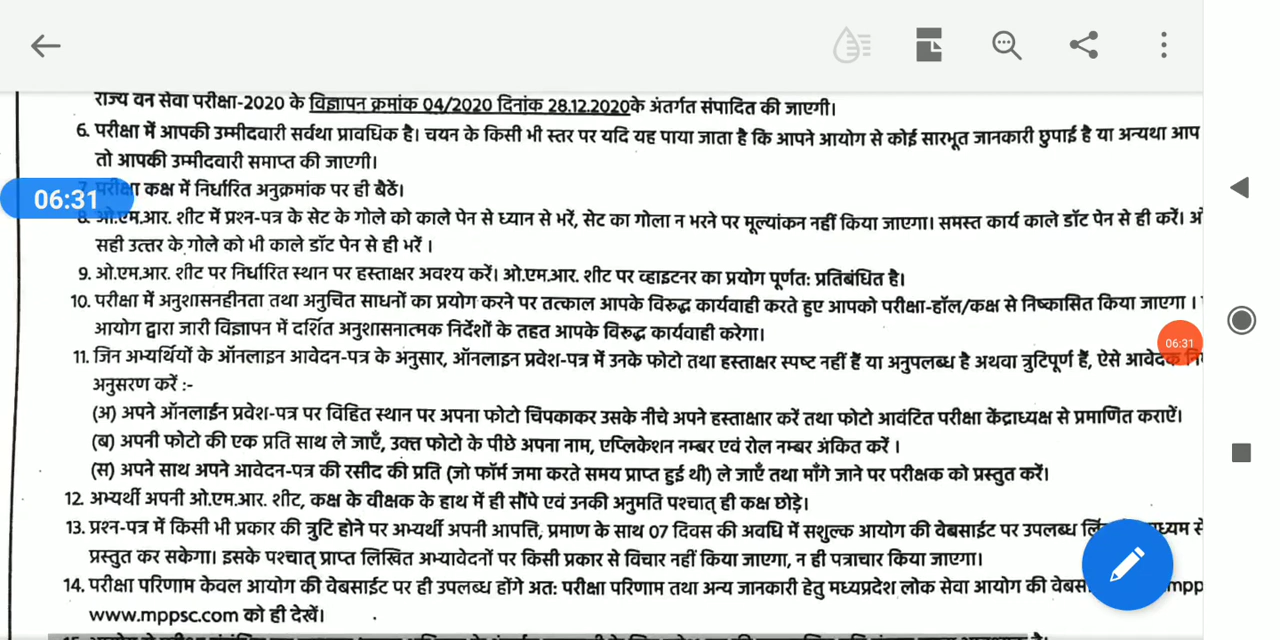 राज्य वन सेवा परीक्षा-2020 के विज्ञापन क्रमांक 04/2020 दिनांक 28.12.2020के अंतर्गत संपादित की जाएगी।
6. परीक्षा में आपकी उम्मीदवारी सर्वथा प्रावधिक है। चयन के किसी भी स्तर पर यदि यह पाया जाता है कि आपने आयोग से कोई सारभूत जानकारी छुपाई है या अन्यथा आप
तो आपकी उम्मीदवारी समाप्त की जाएगी।
06:31 कक्ष में निर्धारित अनुक्रमांक पर ही बैठें।
8. ओ.एम.आर. शीट में प्रश्न-पत्र के सेट के गोले को काले पेन से ध्यान से भरें, सेट का गोला न भरने पर मूल्यांकन नहीं किया जाएगा। समस्त कार्य काले डॉट पेन से ही करें।
सही उत्तर के गोले को भी काले डॉट पेन से ही भरें ।
9. ओ.एम.आर. शीट पर निर्धारित स्थान पर हस्ताक्षर अवश्य करें। ओ.एम.आर. शीट पर व्हाइटनर का प्रयोग पूर्णत: प्रतिबंधित है।
10. परीक्षा में अनुशासनहीनता तथा अनुचित साधनों का प्रयोग करने पर तत्काल आपके विरुद्ध कार्यवाही करते हुए आपको परीक्षा-हॉल/कक्ष से निष्कासित किया जाएगा ।
आयोग द्वारा जारी विज्ञापन में दर्शित अनुशासनात्मक निर्देशों के तहत आपके विरूद्ध कार्यवाही करेगा।
06:31
11. जिन अभ्यर्थियों के ऑनलाइन आवेदन-पत्र के अंनुसार, ऑनलाइन प्रवेश-पत्र में उनके फोटो तथा हस्ताक्षर स्पष्ट नहीं हैं या अनुपलब्ध है अथवा त्रुटिपूर्ण हैं, ऐसे आवेदक
अनुसरण करें :-
(अ) अपने ऑनलाईन प्रवेश-पत्र पर विहित स्थान पर अपना फोटो चिपकाकर उसके नीचे अपने हस्ताक्षार करें तथा फोटो आवंटित परीक्षा केंद्राध्यक्ष से प्रमाणित कराऐं।
(ब) अपनी फोटो की एक प्रति साथ ले जाएँ, उक्त फोटो के पीछे अपना नाम, एप्लिकेशन नम्बर एवं रोल नम्बर अंकित करें ।
(स) अपने साथ अपने आवेदन-पत्र की रसीद की प्रति (जो फॉर्म जमा करते समय प्राप्त हुई थी) ले जाएँ तथा माँगे जाने पर परीक्षक को प्रस्तुत करें।
12. अभ्यर्थी अपनी ओ.एम.आर. शीट, कक्ष के वीक्षक के हाथ में ही सौंपे एवं उनकी अनुमति पश्चात् ही कक्ष छोड़े।
13. प्रश्न-पत्र में किसी भी प्रकार की त्रुटि होने पर अभ्यर्थी अपनी आपत्ति, प्रमाण के साथ 07 दिवस की अवधि में सशुल्क आयोग की वेबसाईट पर उपलब्ध से
प्रस्तुत कर सकेगा। इसके पश्चात् प्राप्त लिखित अभ्यावेदनों पर किसी प्रकार से विचार नहीं किया जाएगा, न ही पत्राचार किया जाएगा।
14. परीक्षा परिणाम केवल आयोग की वेबसाईट पर ही उपलब्ध होंगे अत: परीक्षा परिणाम तथा अन्य जानकारी हेतु मध्यप्रदेश लोक सेवा आयोग की
www.mppsc.com को ही देखें।